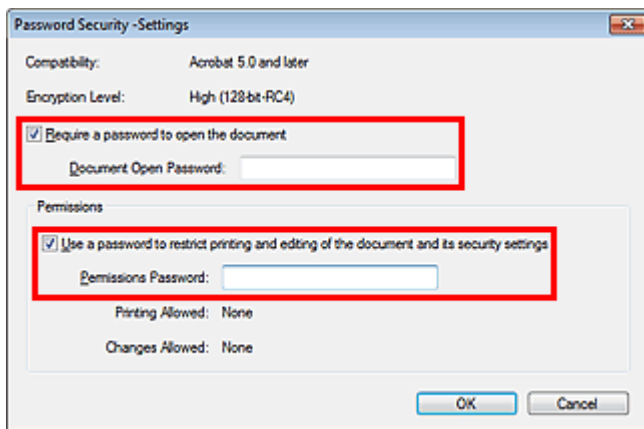 Password Security -Settings
Compatibility: Acrobat 5.0 and later
Encryption Level: High (128-bit-RC4)
Require a password to open the document
Document Open Password:
Permissions
Use a password to restrict printing and editing of the document and its security settings
Permissions Password:
Printing Allowed: None
Changes Allowed: None
OK Cancel